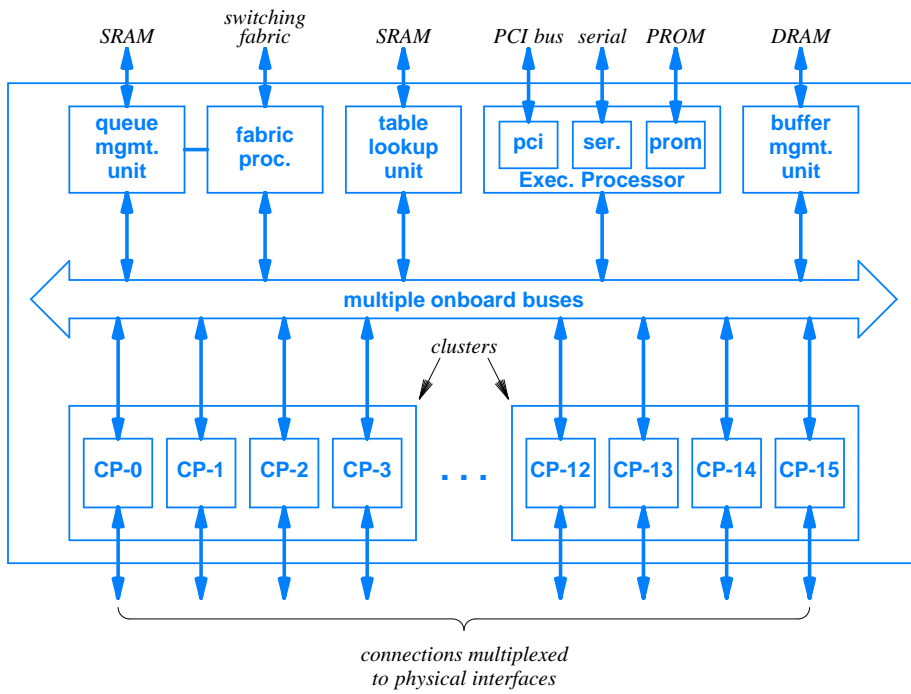 SRAM
switching
fabric
SRAM
PCI bus
serial
PROM
DRAM
queue
mgmt.
unit
fabric
proc.
table
lookup
unit
pci
ser.
prom
Exec. Processor
buffer
mgmt.
unit
multiple onboard buses
clusters
CP-0
CP-1
CP-2
CP-3
. . .
CP-12
CP-13
CP-14
CP-15
connections multiplexed
to physical interfaces